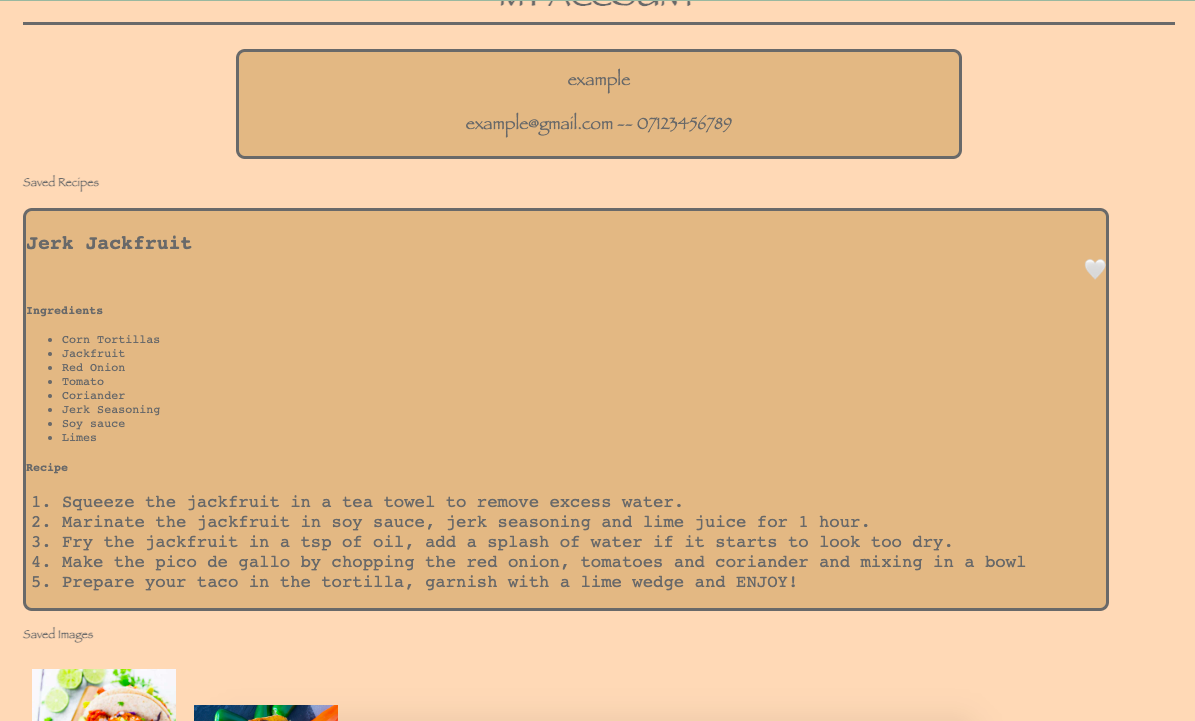 MY ACCOUNT
example
example@gmail.com -- 07123456789
Saved Recipes
Jerk Jackfruit
Ingredients
• Corn Tortillas
• Jackfruit
• Red Onion
• Tomato
• Coriander
• Jerk Seasoning
• Soy sauce
• Limes
Recipe
1. Squeeze the jackfruit in a tea towel to remove excess water.
2. Marinate the jackfruit in soy sauce, jerk seasoning and lime juice for 1 hour.
3. Fry the jackfruit in a tsp of oil, add a splash of water if it starts to look too dry.
4. Make the pico de gallo by chopping the red onion, tomatoes and coriander and mixing in a bowl
5. Prepare your taco in the tortilla, garnish with a lime wedge and ENJOY!
Saved Images